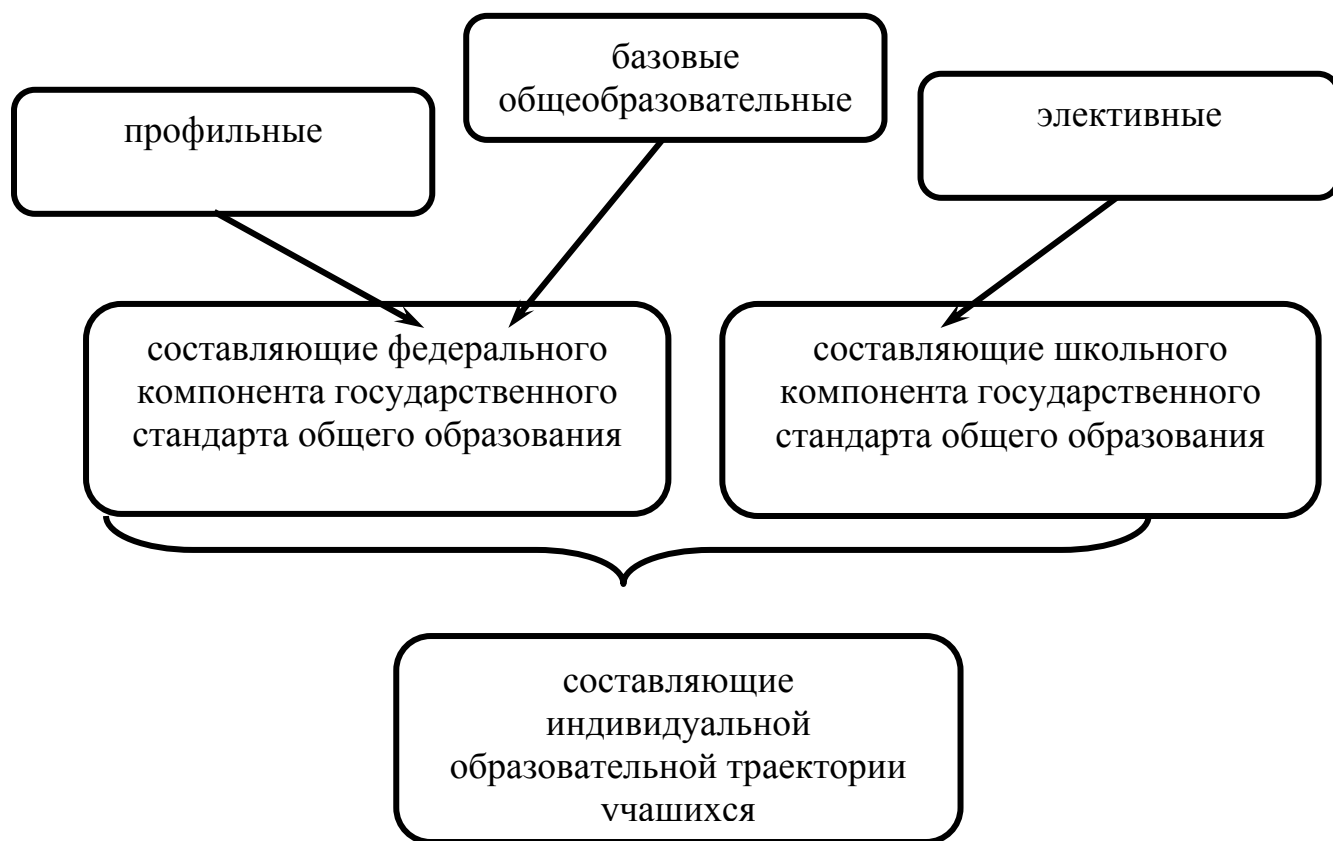 базовые
общеобразовательные
профильные
элективные
составляющие федерального
компонента государственного
стандарта общего образования
составляющие школьного
компонента государственного
стандарта общего образования
составляющие
индивидуальной
образовательной траектории
учащихся